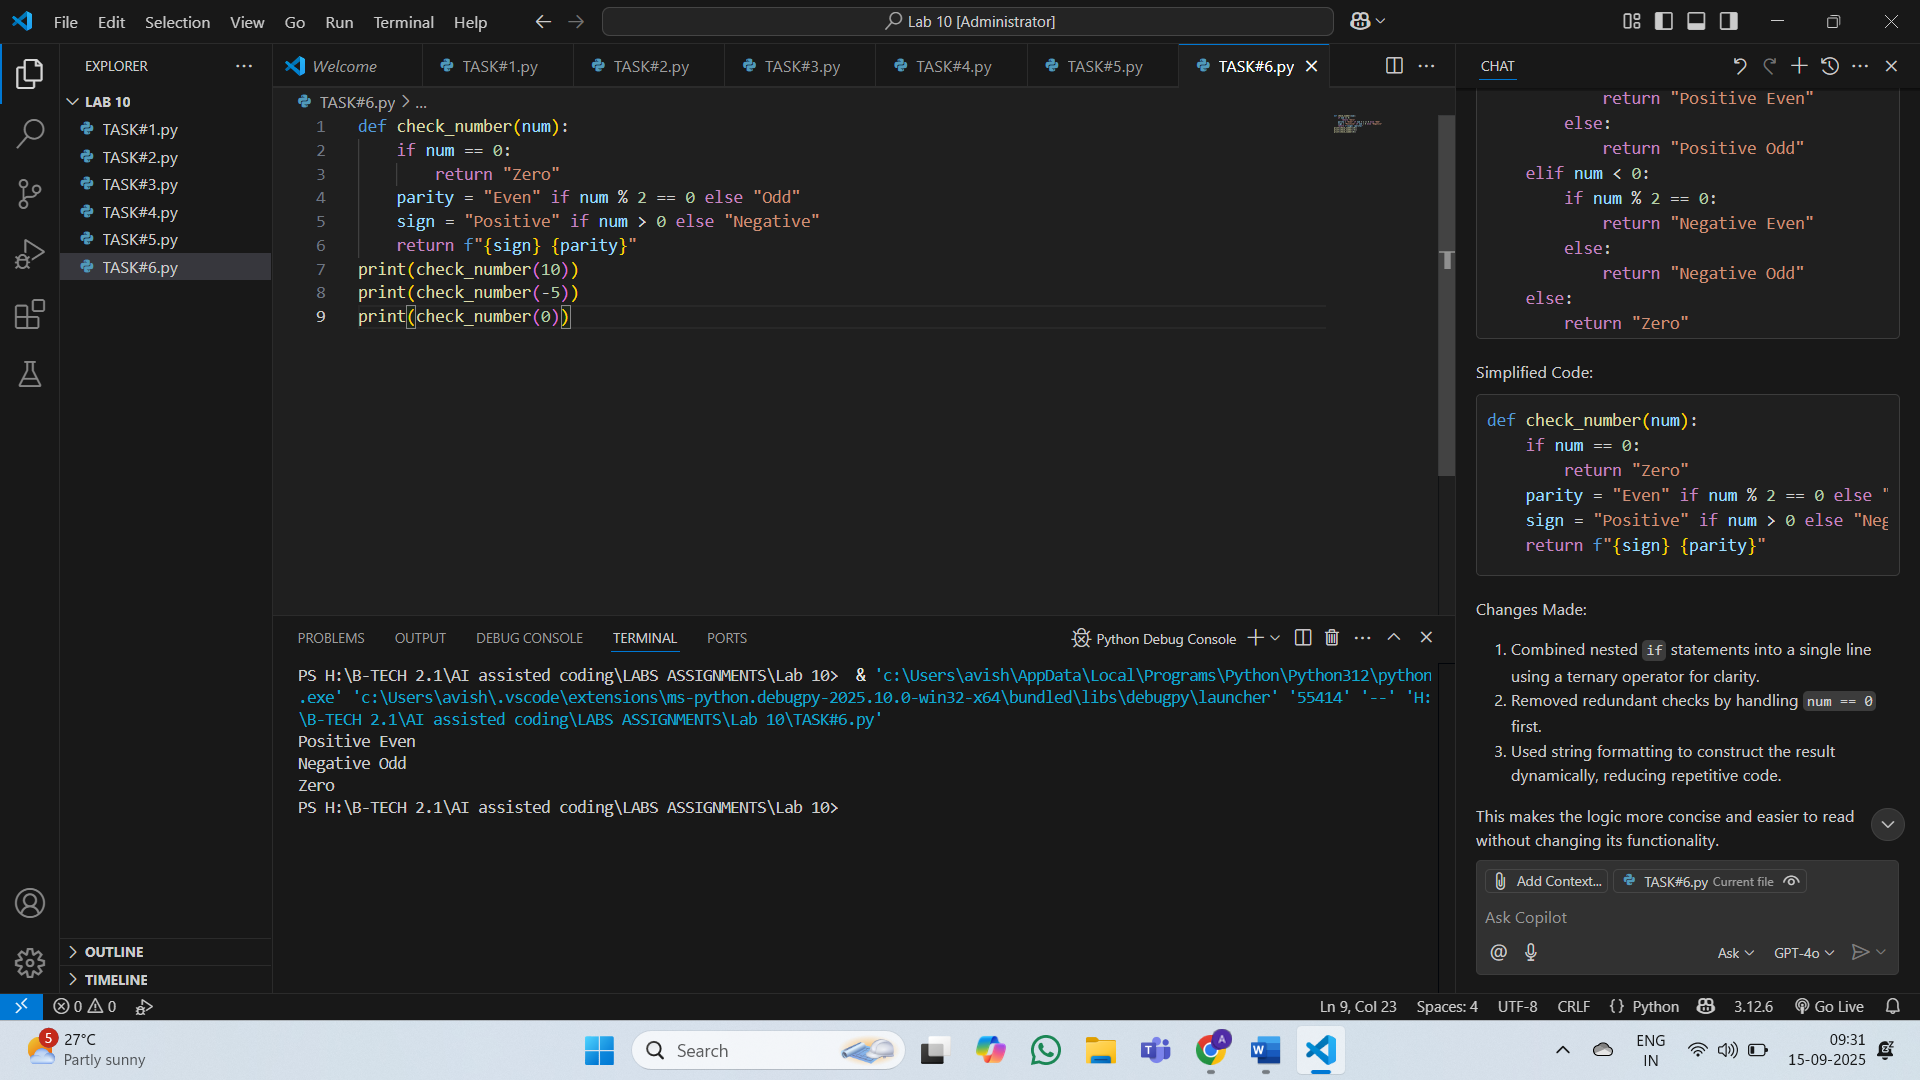 File Edit Selection View Go Run Terminal Help
Lab 10 [Administrator]
EXPLORER
LAB 10
TASK#1.py
TASK#2.py
TASK#3.py
TASK#4.py
TASK#5.py
TASK#6.py
OUTLINE
TIMELINE
Welcome TASK#1.py TASK#2.py TASK#3.py TASK#4.py TASK#5.py TASK#6.py
TASK#6.py > ...
1 def check_number(num):
2 if num == 0:
3 return "Zero"
4 parity = "Even" if num % 2 == 0 else "Odd"
5 sign = "Positive" if num > 0 else "Negative"
6 return f"{sign} {parity}"
7 print(check_number(10))
8 print(check_number(-5))
9 print(check_number(0))
PROBLEMS OUTPUT DEBUG CONSOLE TERMINAL PORTS
Python Debug Console
PS H:\B-TECH 2.1\AI assisted coding\LABS ASSIGNMENTS\Lab 10> & 'c:\Users\avish\AppData\Local\Programs\Python\Python312\python
.exe' 'c:\Users\avish\.vscode\extensions\ms-python.debugpy-2025.10.0-win32-x64\bundled\libs\debugpy\launcher' '55414' '--' 'H:
\B-TECH 2.1\AI assisted coding\LABS ASSIGNMENTS\Lab 10\TASK#6.py'
Positive Even
Negative Odd
Zero
PS H:\B-TECH 2.1\AI assisted coding\LABS ASSIGNMENTS\Lab 10>
CHAT
return "Positive Even"
else:
return "Positive Odd"
elif num < 0:
if num % 2 == 0:
return "Negative Even"
else:
return "Negative Odd"
else:
return "Zero"
Simplified Code:
def check_number(num):
if num == 0:
return "Zero"
parity = "Even" if num % 2 == 0 else "
sign = "Positive" if num > 0 else "Neg
return f"{sign} {parity}"
Changes Made:
1. Combined nested if statements into a single line
using a ternary operator for clarity.
2. Removed redundant checks by handling num == 0
first.
3. Used string formatting to construct the result
dynamically, reducing repetitive code.
This makes the logic more concise and easier to read
without changing its functionality.
Add Context... TASK#6.py Current file
Ask Copilot
@ Ask GPT-4o
0 0 Ln 9, Col 23 Spaces: 4 UTF-8 CRLF {} Python 3.12.6 Go Live
5 27°C
Partly sunny
Search
A
ENG
IN
09:31
15-09-2025